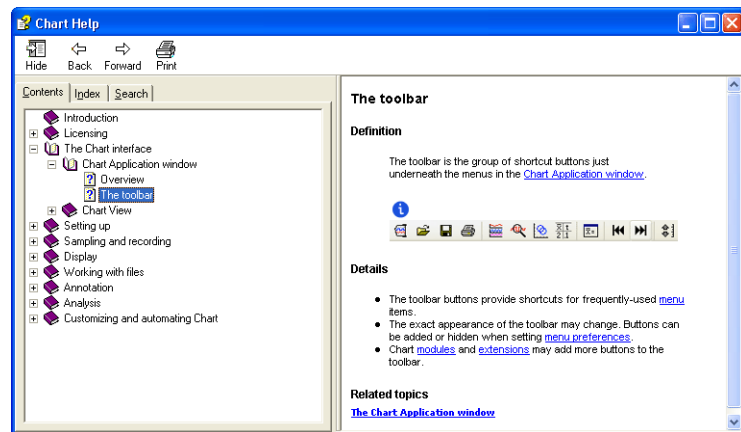 Chart Help
Hide Back Forward Print
Contents Index Search
Introduction
Licensing
The Chart interface
Chart Application window
Overview
The toolbar
Chart View
Setting up
Sampling and recording
Display
Working with files
Annotation
Analysis
Customizing and automating Chart
The toolbar
Definition
The toolbar is the group of shortcut buttons just
underneath the menus in the Chart Application window.
Details
The toolbar buttons provide shortcuts for frequently-used menu
items.
The exact appearance of the toolbar may change. Buttons can
be added or hidden when setting menu preferences.
Chart modules and extensions may add more buttons to the
toolbar.
Related topics
The Chart Application window